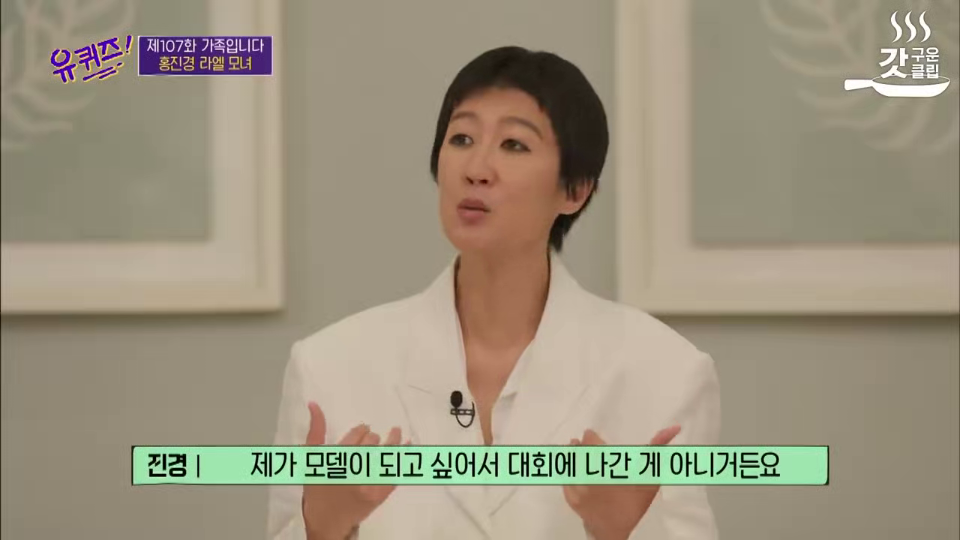 유퀴즈!
제107화 가족입니다
홍진경 라엘 모녀
갓구운
클립
진경 | 제가 모델이 되고 싶어서 대회에 나간 게 아니거든요